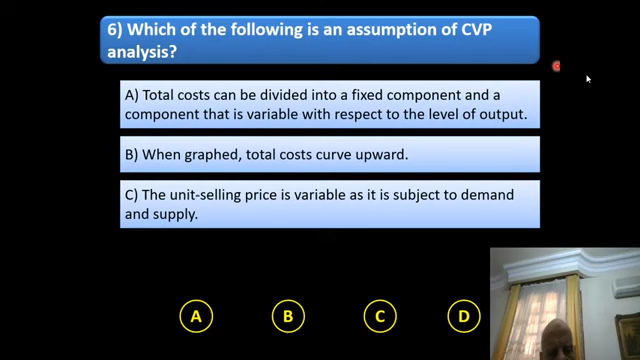 6) Which of the following is an assumption of CVP
analysis?
A) Total costs can be divided into a fixed component and a
component that is variable with respect to the level of output.
B) When graphed, total costs curve upward.
C) The unit-selling price is variable as it is subject to demand
and supply.
A B C D